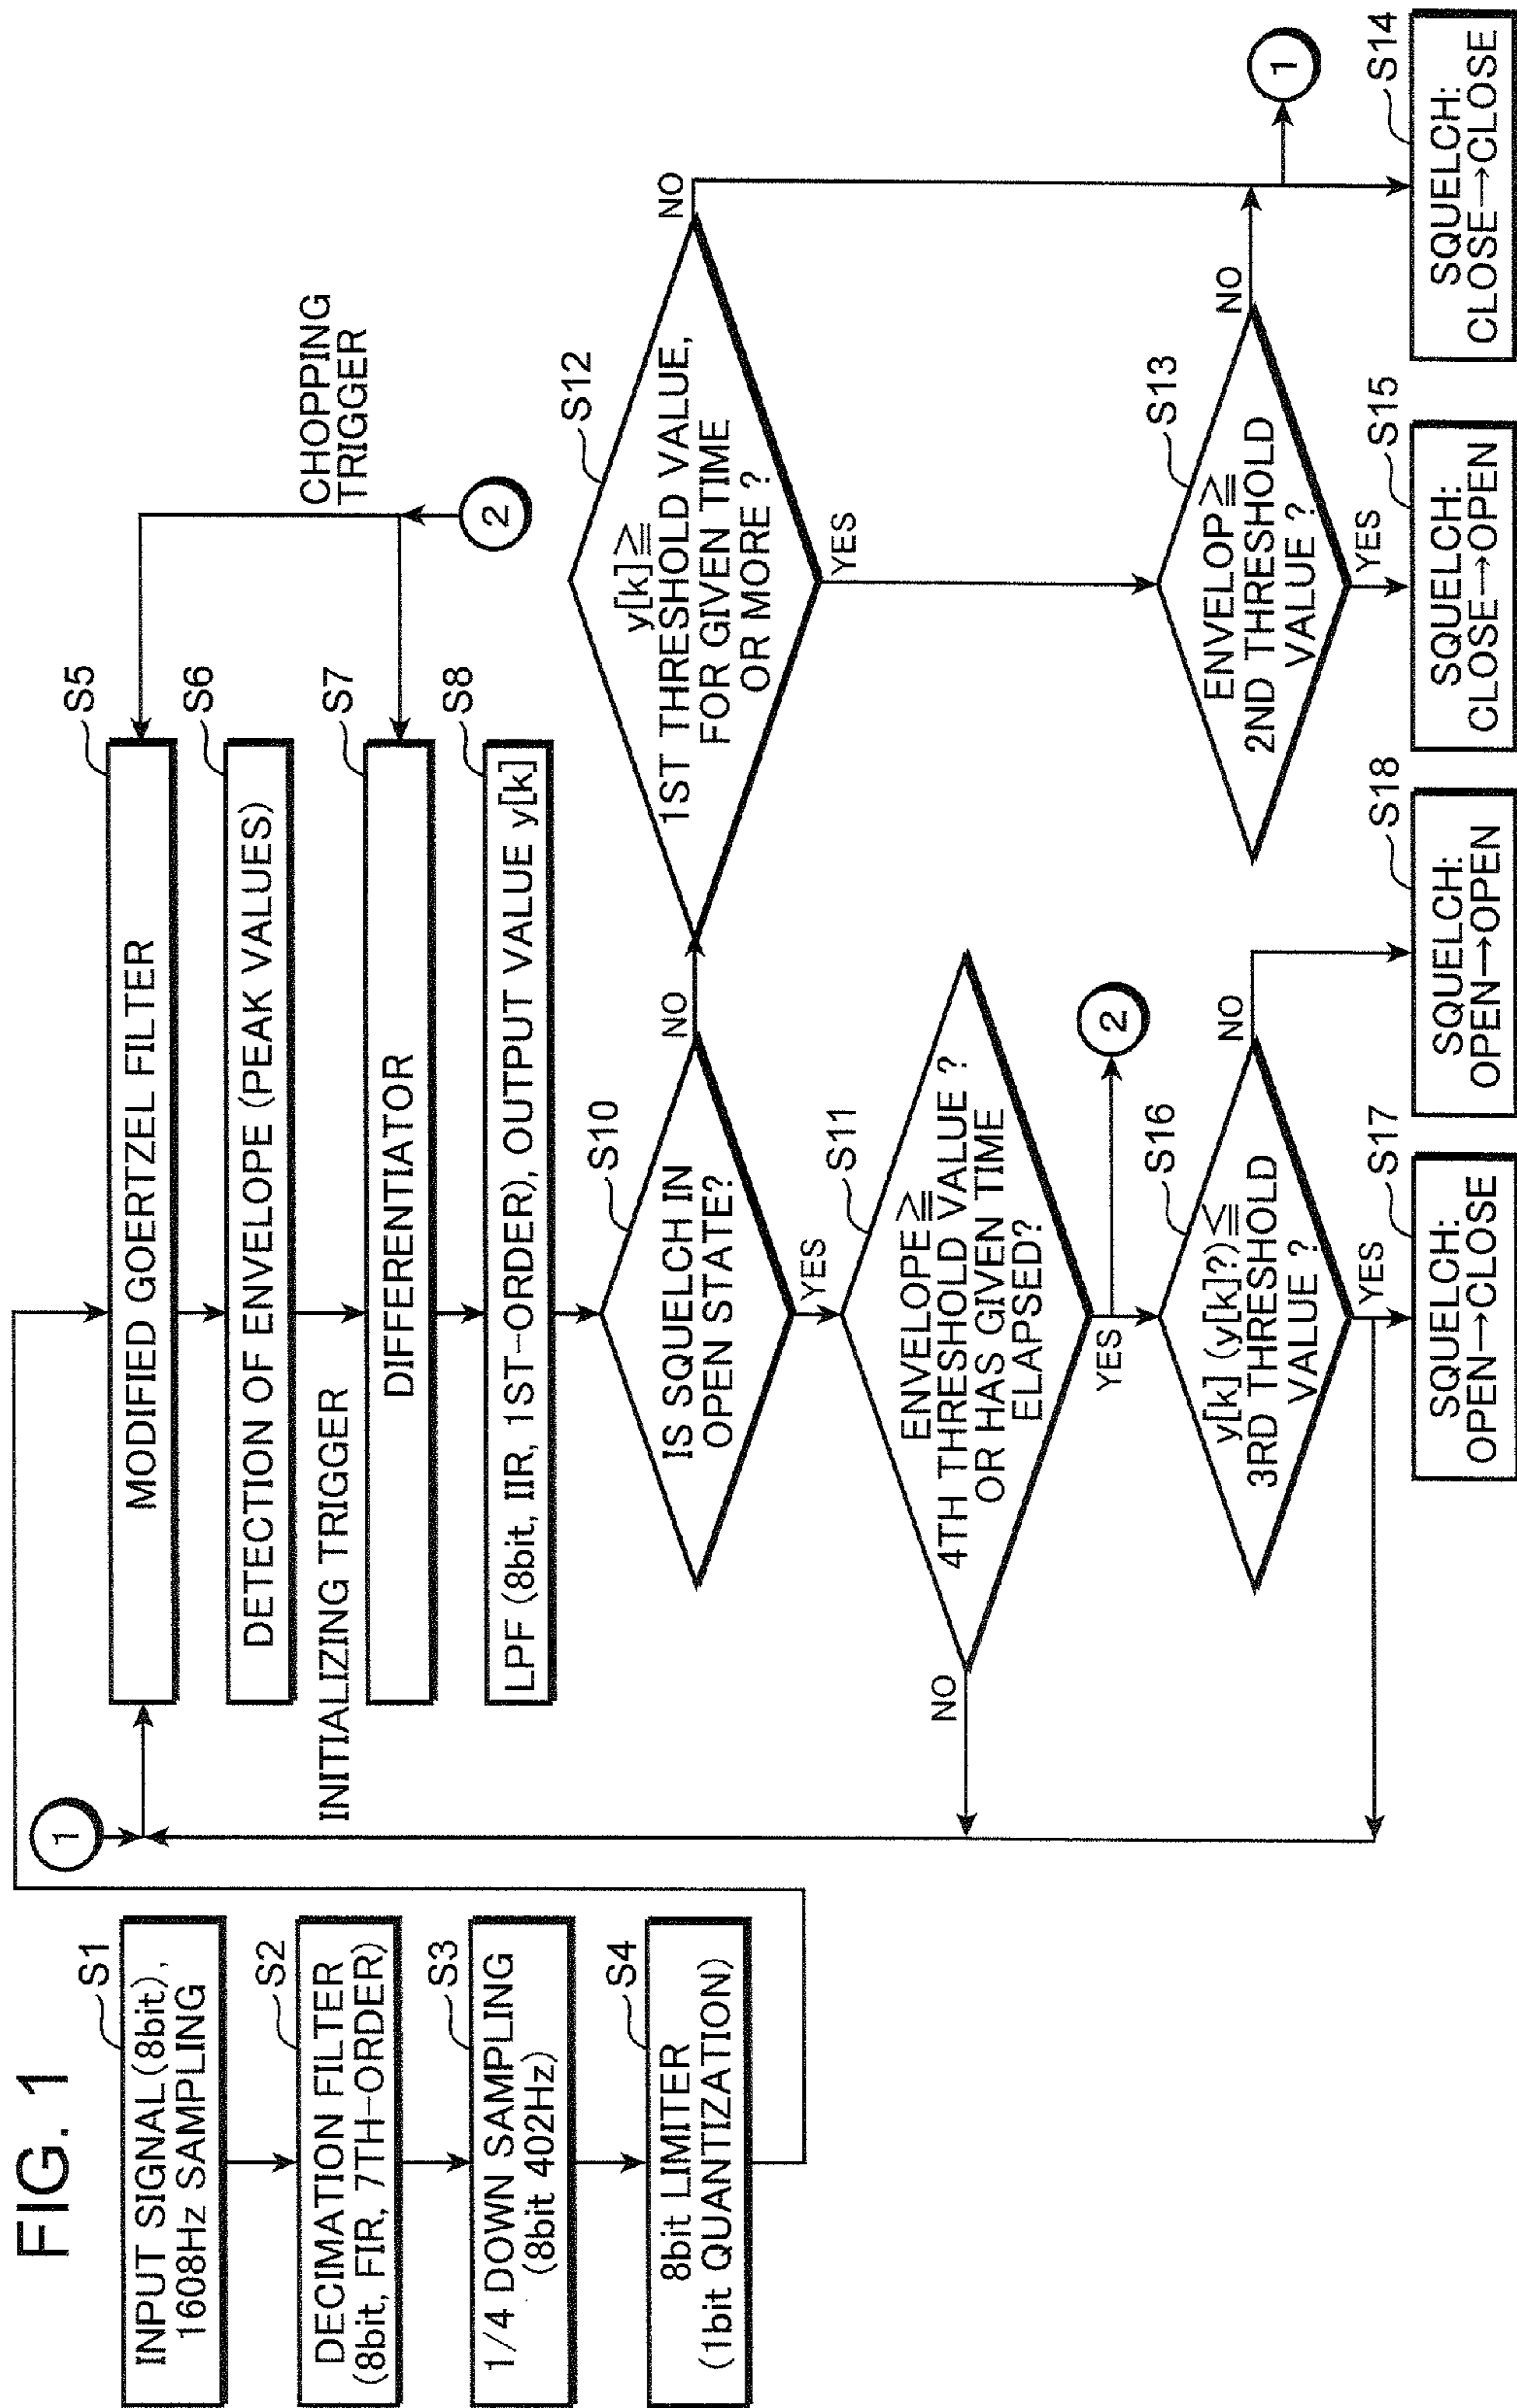 FIG. 1
S1
INPUT SIGNAL(8bit),
1608Hz SAMPLING
S2
DECIMATION FILTER
(8bit, FIR, 7TH-ORDER)
S3
1/4 DOWN SAMPLING
(8bit 402Hz)
S4
8bit LIMITER
(1bit QUANTIZATION)
1
S5
MODIFIED GOERTZEL FILTER
S6
DETECTION OF ENVELOPE (PEAK VALUES)
INITIALIZING TRIGGER
S7
DIFFERENTIATOR
CHOPPING
TRIGGER
2
S8
LPF (8bit, IIR, 1ST-ORDER), OUTPUT VALUE y[k]
S10
IS SQUELCH IN
OPEN STATE?
NO
YES
S11
ENVELOPE≧
4TH THRESHOLD VALUE ?
OR HAS GIVEN TIME
ELAPSED?
NO
YES
2
S16
y[k] (y[k]?)≦
3RD THRESHOLD
VALUE ?
NO
YES
S17
SQUELCH:
OPEN→CLOSE
S18
SQUELCH:
OPEN→OPEN
S12
y[k]≧
1ST THRESHOLD VALUE,
FOR GIVEN TIME
OR MORE ?
NO
YES
S13
ENVELOP≧
2ND THRESHOLD
VALUE ?
NO
YES
1
S15
SQUELCH:
CLOSE→OPEN
S14
SQUELCH:
CLOSE→CLOSE